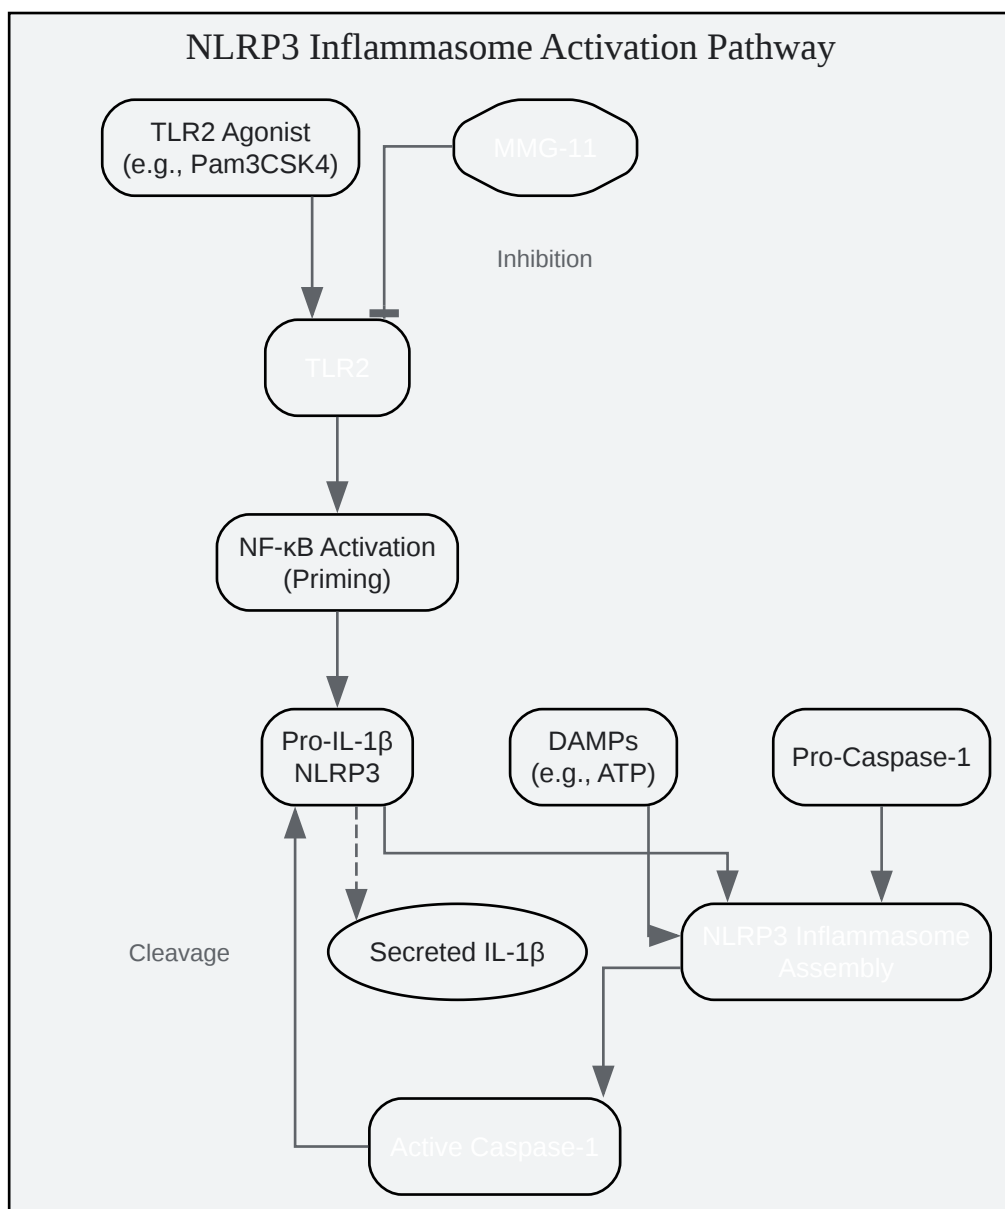 NLRP3 Inflammasome Activation Pathway
TLR2 Agonist
(e.g., Pam3CSK4)
MMG-11
Inhibition
TLR2
NF-κB Activation
(Priming)
Pro-IL-1β
NLRP3
DAMPs
(e.g., ATP)
Pro-Caspase-1
Cleavage
Secreted IL-1β
NLRP3 Inflammasome
Assembly
Active Caspase-1